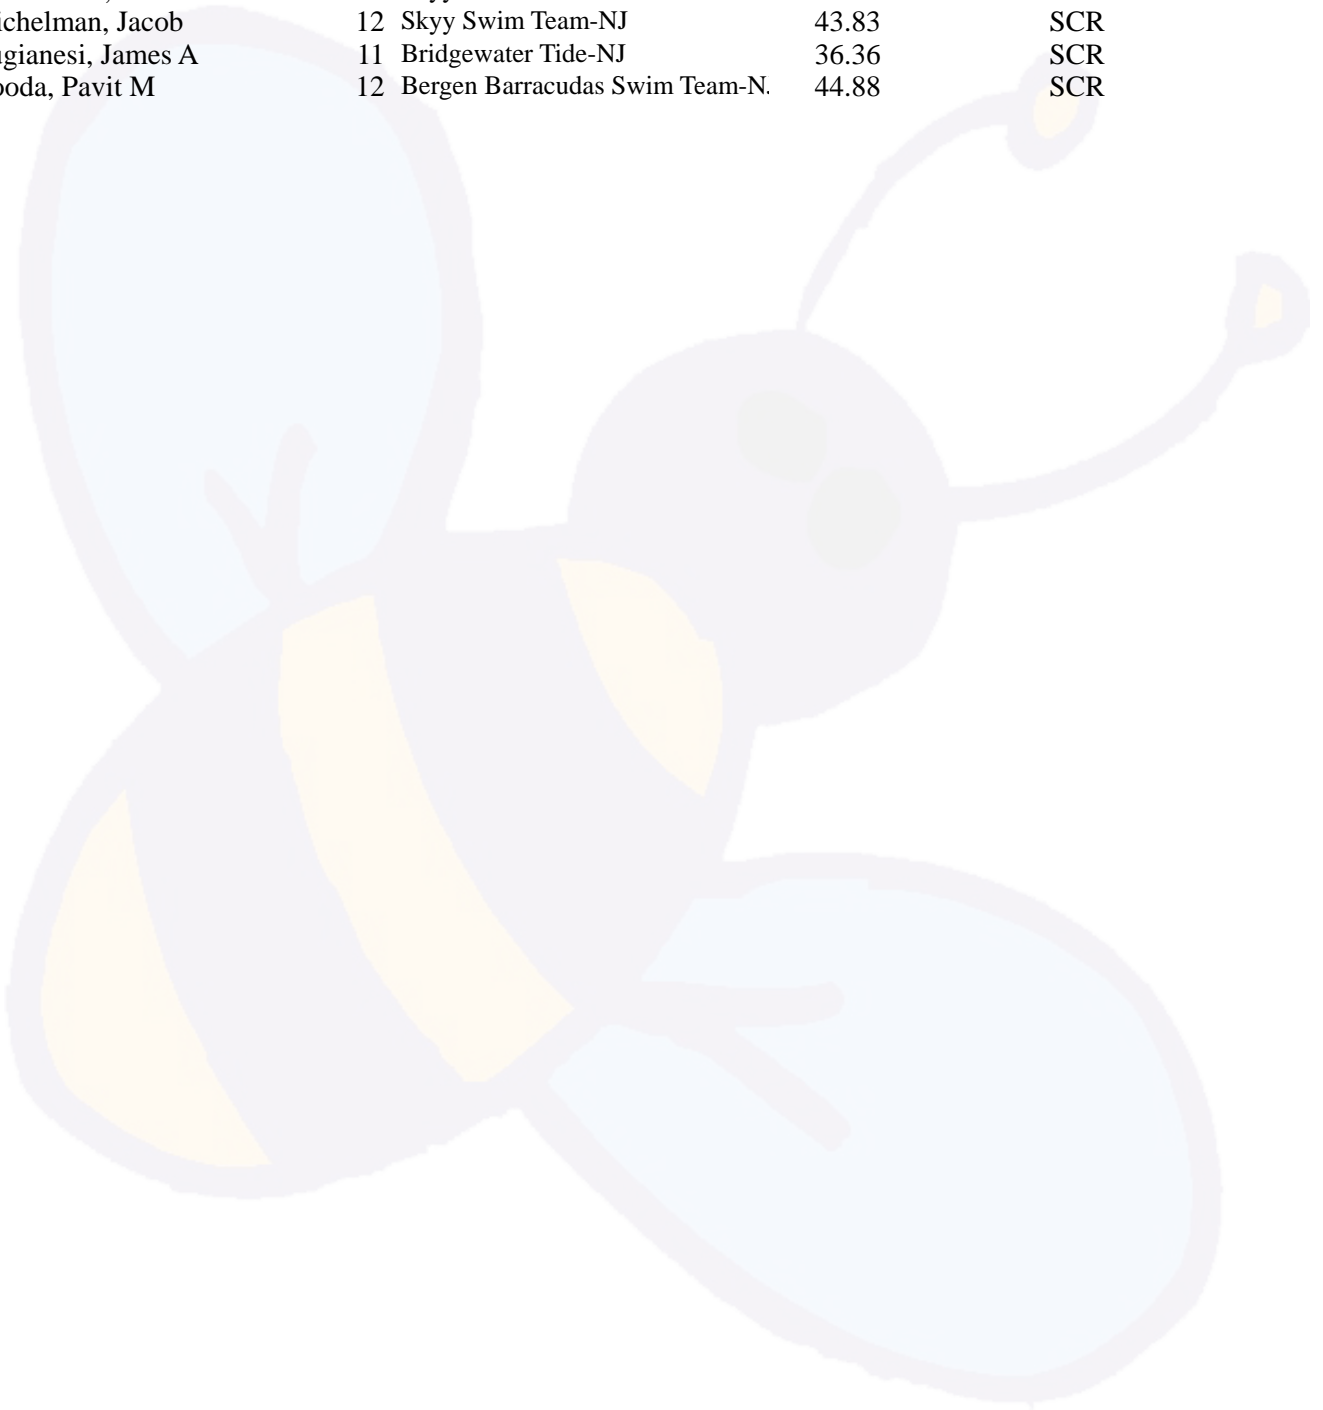 ichelman, Jacob 12 Skyy Swim Team-NJ 43.83 SCR
ugianesi, James A 11 Bridgewater Tide-NJ 36.36 SCR
ooda, Pavit M 12 Bergen Barracudas Swim Team-N. 44.88 SCR